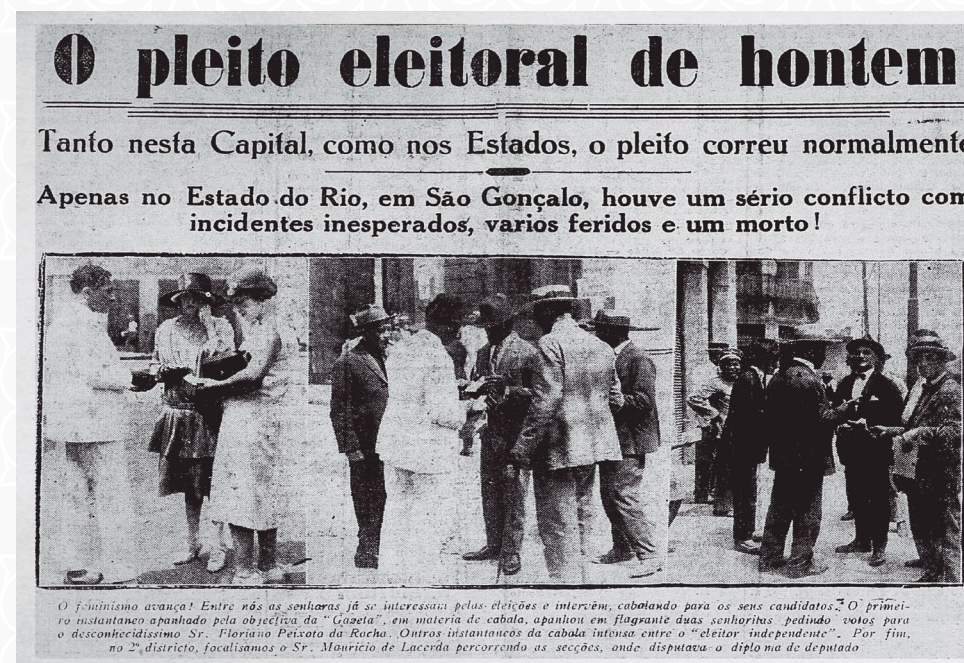 O pleito eleitoral de hontem
Tanto nesta Capital, como nos Estados, o pleito correu normalmente
Apenas no Estado do Rio, em São Gonçalo, houve um sério conflicto com
incidentes inesperados, varios feridos e um morto!
O feminismo avança! Entre nós as senhoras já se interessam pelas eleições e intervêm, cabalando para os seus candidatos. O primei-
ro instantaneo apanhado pela objectiva da "Gazeta", em materia de cabala, apanhou em flagrante duas senhoritas pedindo votos para
o desconhecidissimo Sr. Floriano Peixoto da Rocha. Outros instantaneos da cabala intensa entre o "eleitor independente". Por fim,
no 2º districto, focalisamos o Sr. Mauricio de Lacerda percorrendo as secções, onde disputava o diploma de deputado